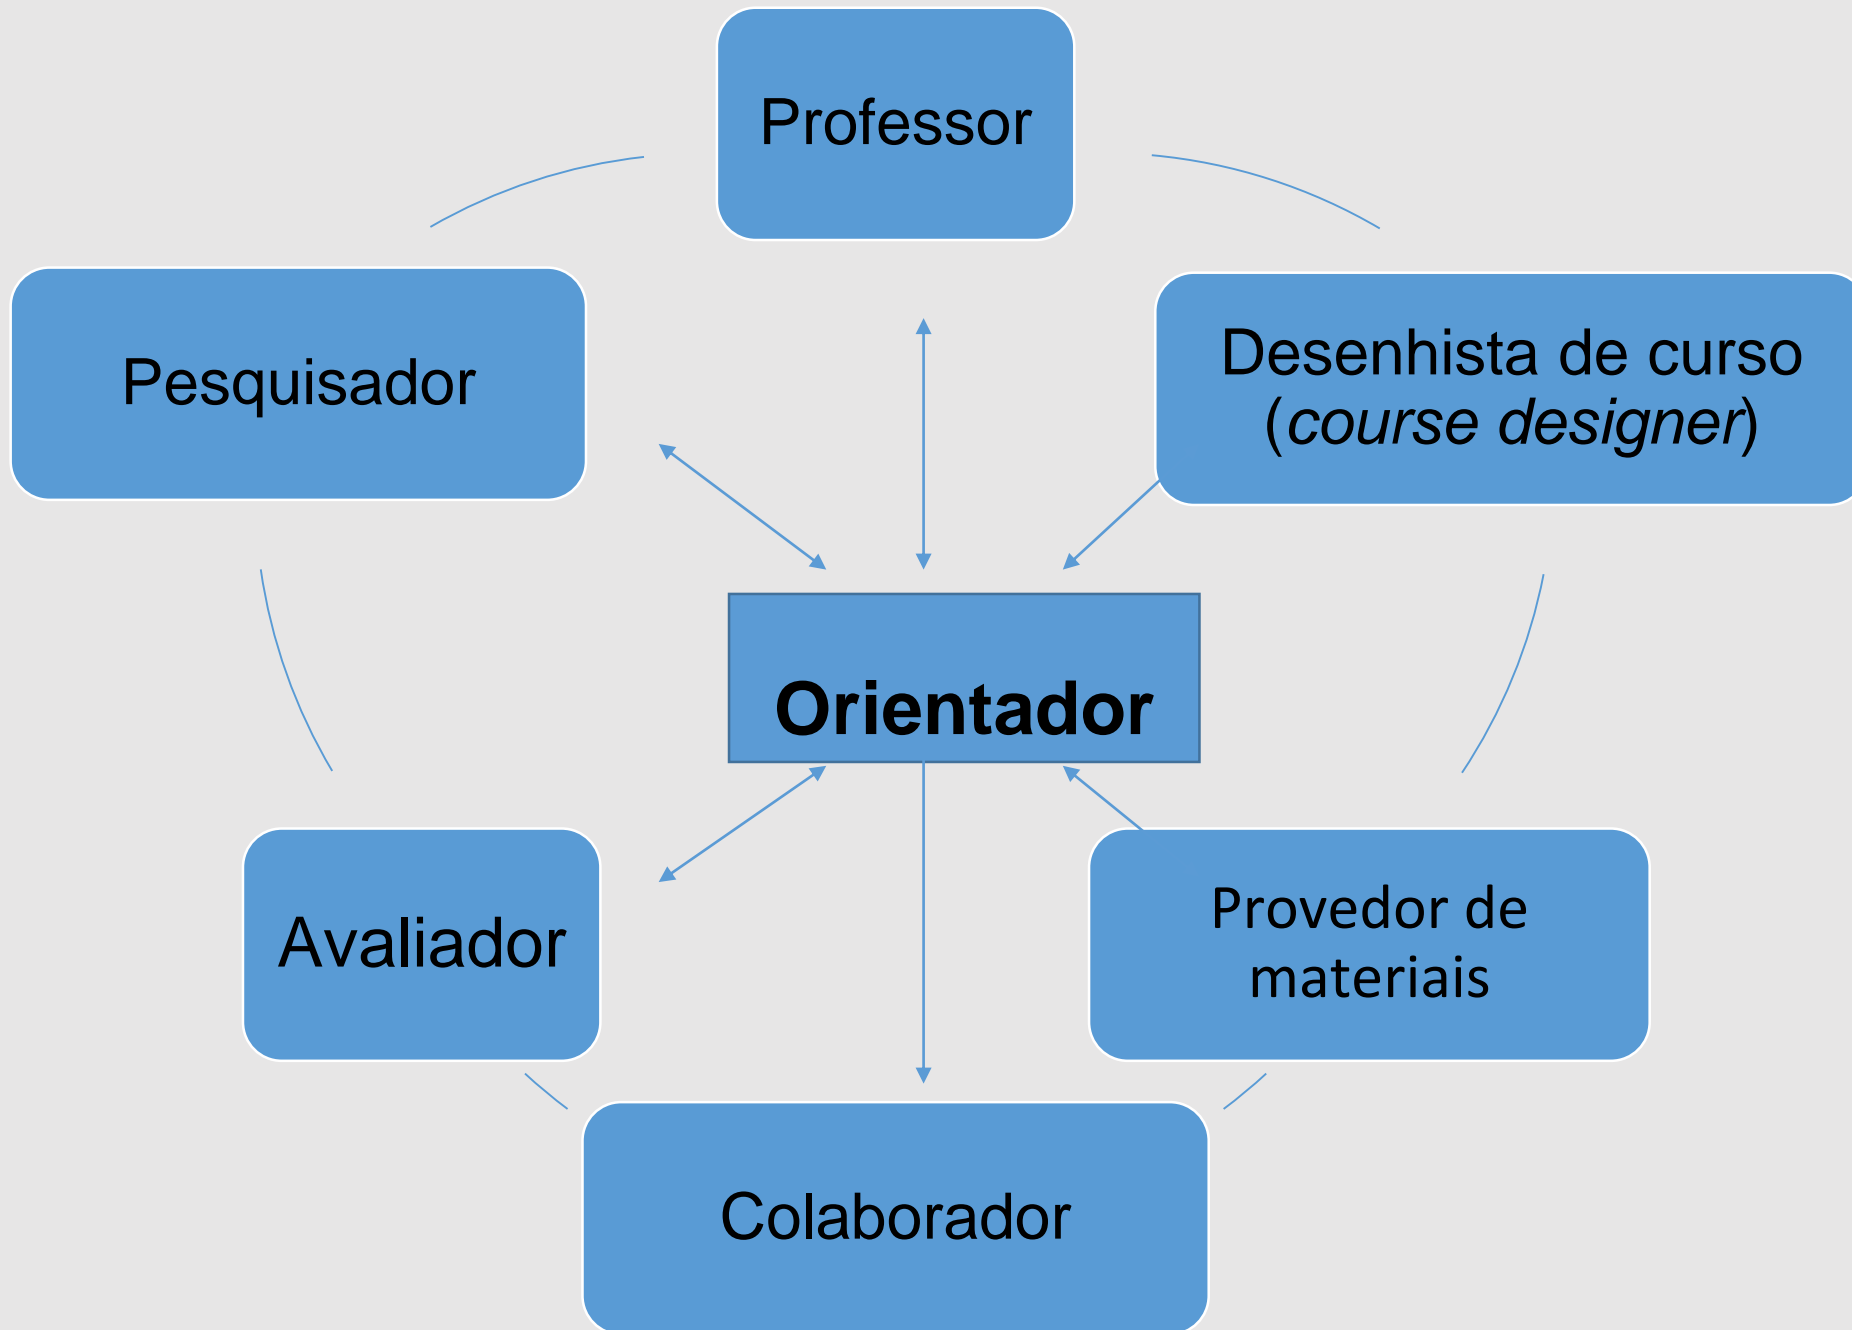 Professor
Pesquisador
Desenhista de curso
(course designer)
Orientador
Avaliador
Provedor de
materiais
Colaborador